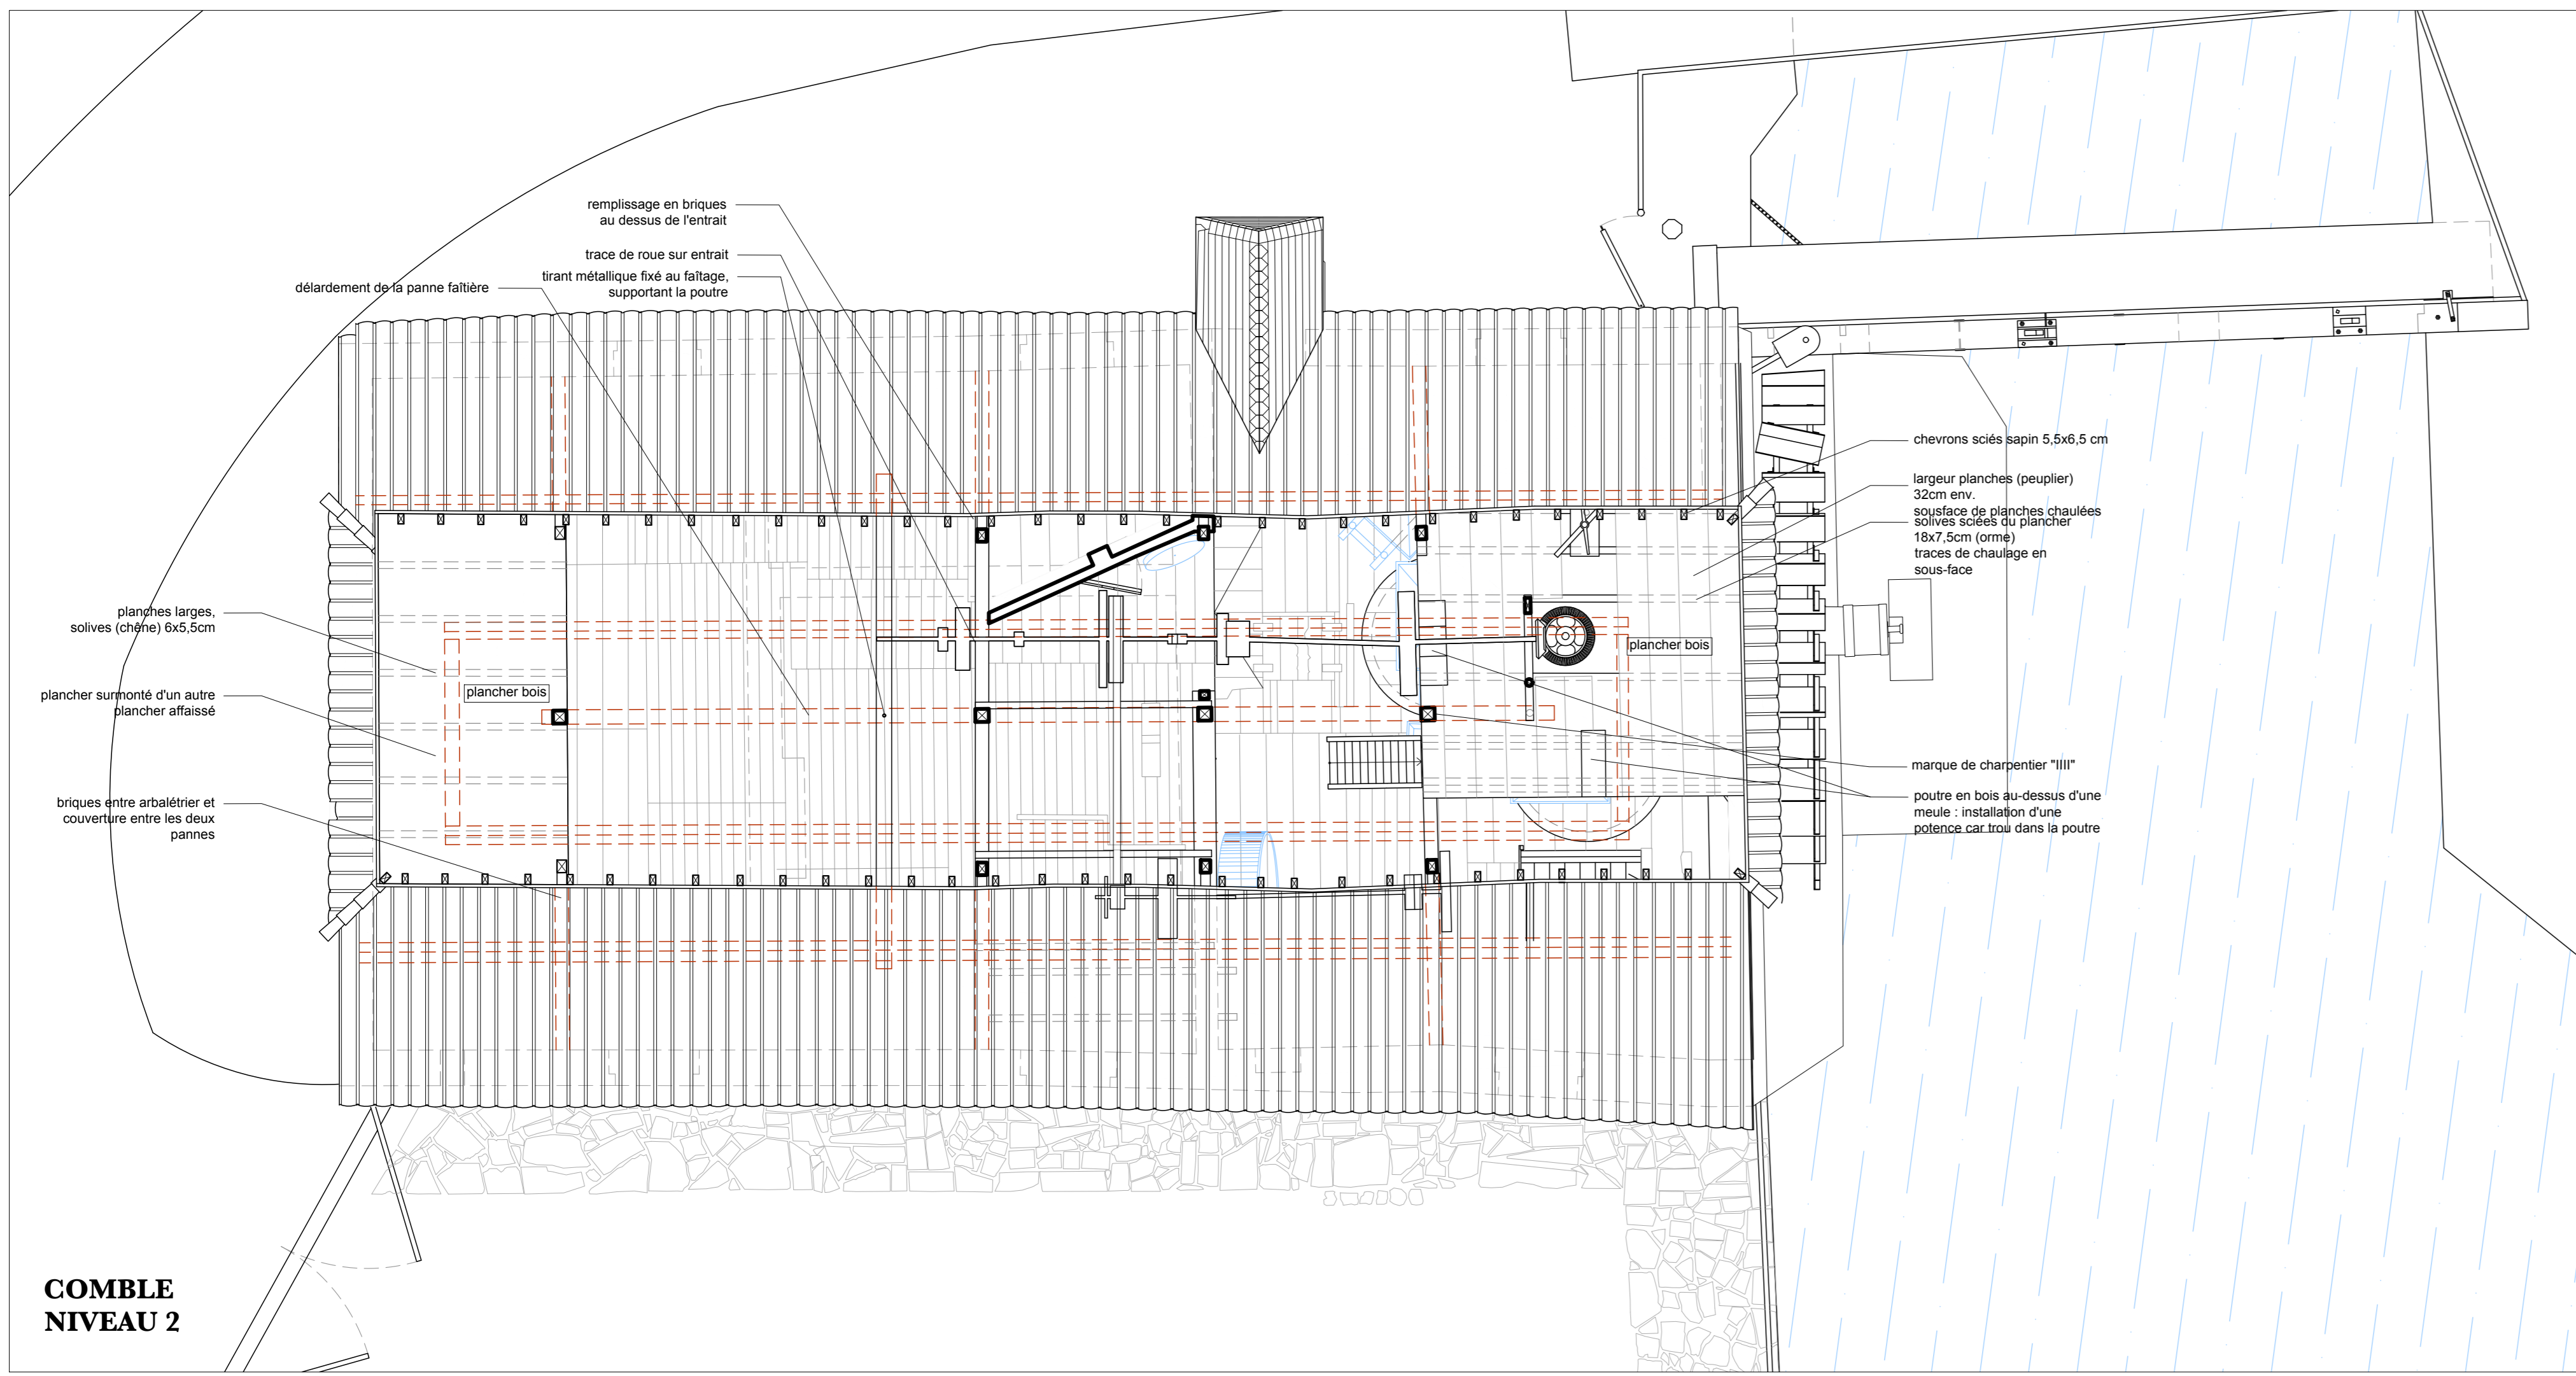 remplissage en briques
au dessus de l'entrait
trace de roue sur entrait
tirant métallique fixé au faîtage,
supportant la poutre
délardement de la panne faîtière
chevrons sciés sapin 5,5x6,5 cm
largeur planches (peuplier)
32cm env.
sousface de planches chaulées
solives sciées du plancher
18x7,5cm (orme)
traces de chaulage en
sous-face
planches larges,
solives (chêne) 6x5,5cm
plancher bois
plancher bois
plancher surmonté d'un autre
plancher affaissé
briques entre arbalétrier et
couverture entre les deux
pannes
marque de charpentier "IIII"
poutre en bois au-dessus d'une
meule : installation d'une
potence car trou dans la poutre
COMBLE
NIVEAU 2